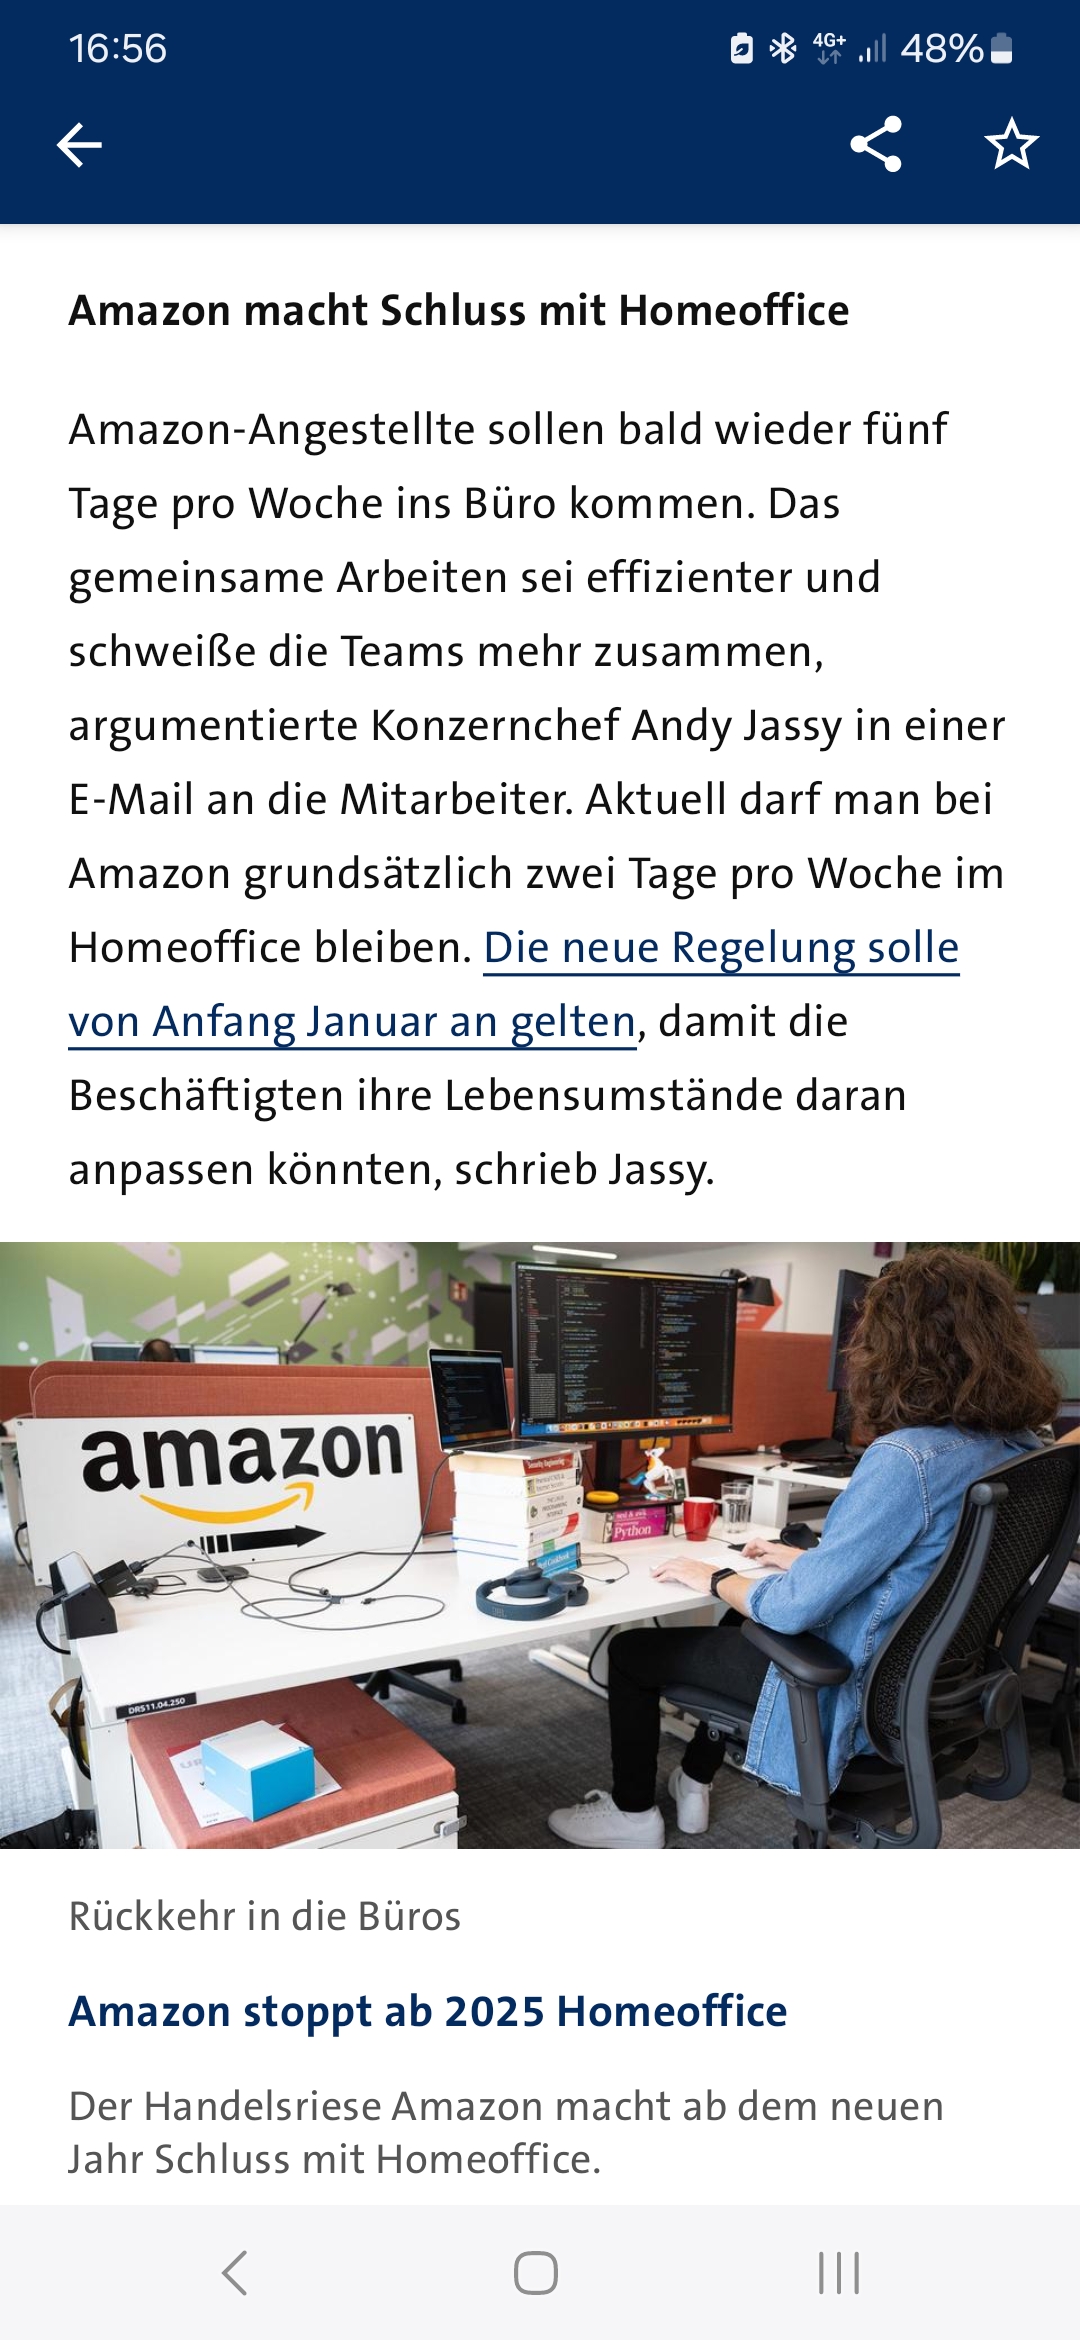 16:56
4G+
48%
Amazon macht Schluss mit Homeoffice
Amazon-Angestellte sollen bald wieder fünf
Tage pro Woche ins Büro kommen. Das
gemeinsame Arbeiten sei effizienter und
schweiße die Teams mehr zusammen,
argumentierte Konzernchef Andy Jassy in einer
E-Mail an die Mitarbeiter. Aktuell darf man bei
Amazon grundsätzlich zwei Tage pro Woche im
Homeoffice bleiben. Die neue Regelung solle
von Anfang Januar an gelten, damit die
Beschäftigten ihre Lebensumstände daran
anpassen könnten, schrieb Jassy.
amazon
Python
JBL
DRS11.04.250
Rückkehr in die Büros
Amazon stoppt ab 2025 Homeoffice
Der Handelsriese Amazon macht ab dem neuen
Jahr Schluss mit Homeoffice.